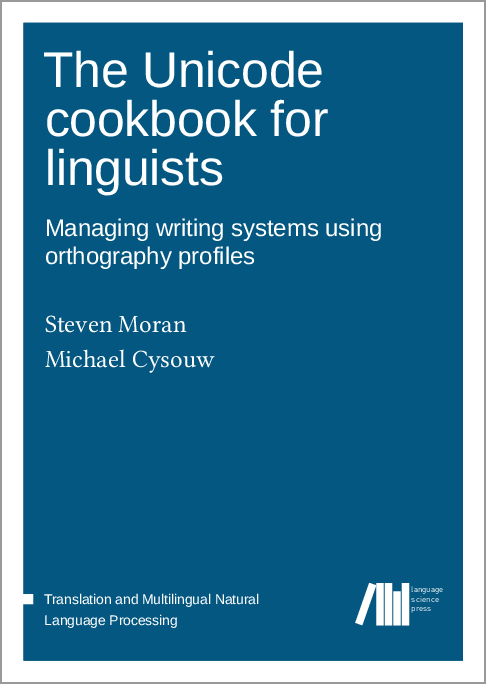 The Unicode
cookbook for
linguists
Managing writing systems using
orthography profiles
Steven Moran
Michael Cysouw
Translation and Multilingual Natural
Language Processing
language
science
press